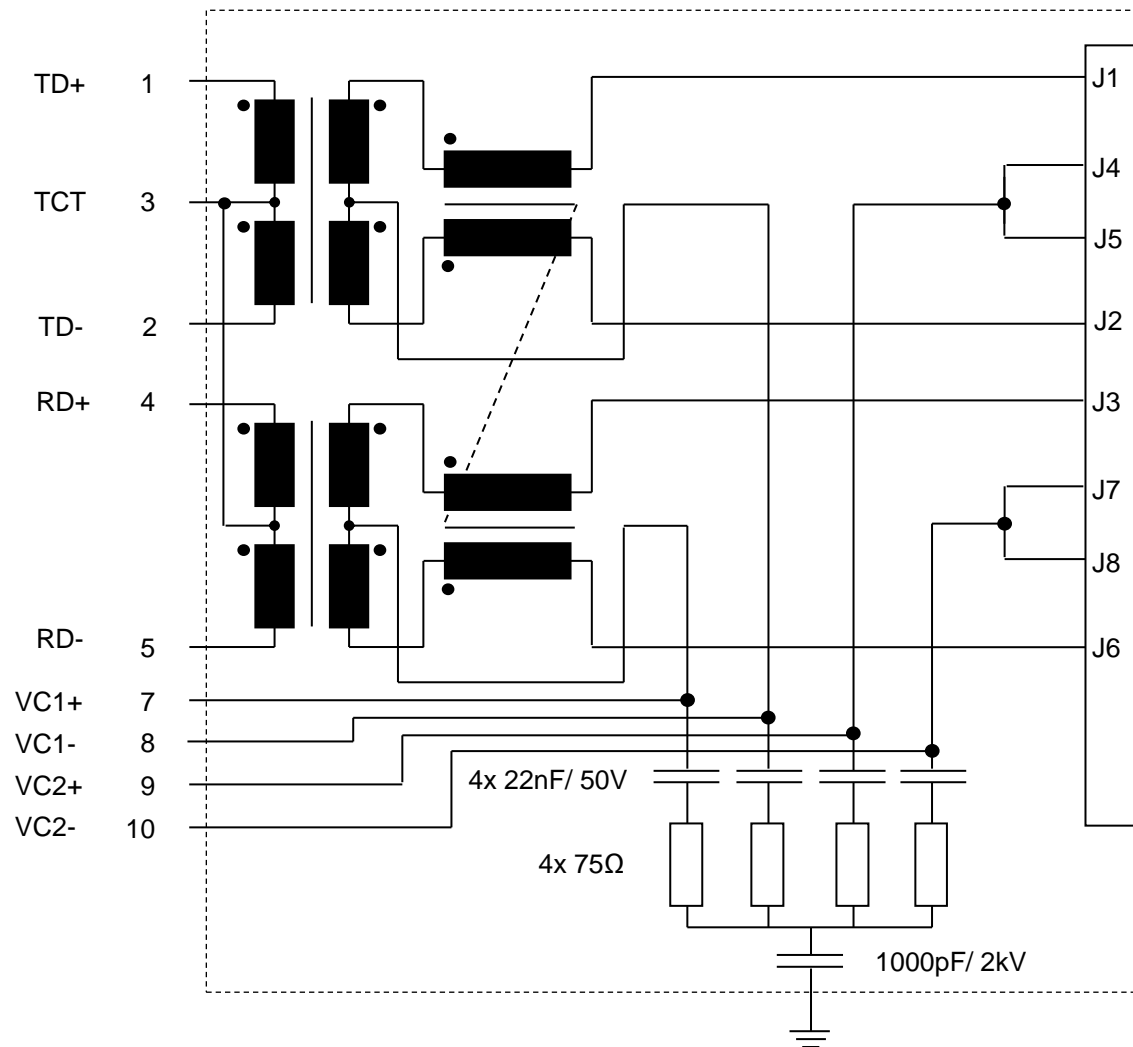 TD+ 1
TCT 3
TD- 2
RD+ 4
RD- 5
VC1+ 7
VC1- 8
VC2+ 9
VC2- 10
J1
J4
J5
J2
J3
J7
J8
J6
4x 22nF/ 50V
4x 75Ω
1000pF/ 2kV